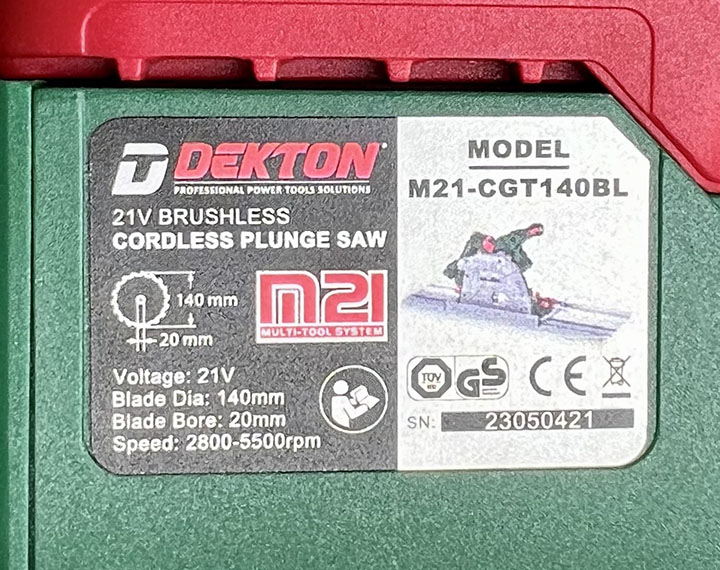 DEKTON
PROFESSIONAL POWER TOOLS SOLUTIONS
21V BRUSHLESS
CORDLESS PLUNGE SAW
140 mm
20 mm
M21
MULTI-TOOL SYSTEM
Voltage: 21V
Blade Dia: 140mm
Blade Bore: 20mm
Speed: 2800-5500rpm
MODEL
M21-CGT140BL
TÜV
GS
CE
SN: 23050421